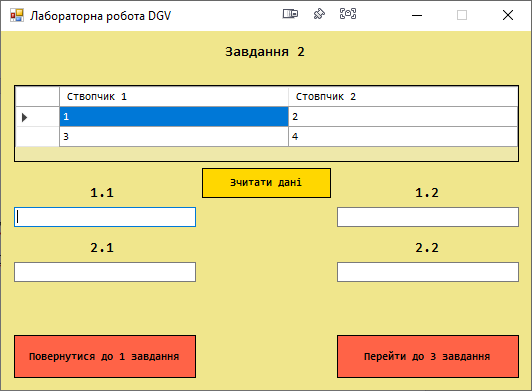 Лабораторна робота DGV
Завдання 2
Ствопчик 1 Стовпчик 2
1 2
3 4
Зчитати дані
1.1 1.2
2.1 2.2
Повернутися до 1 завдання Перейти до 3 завдання